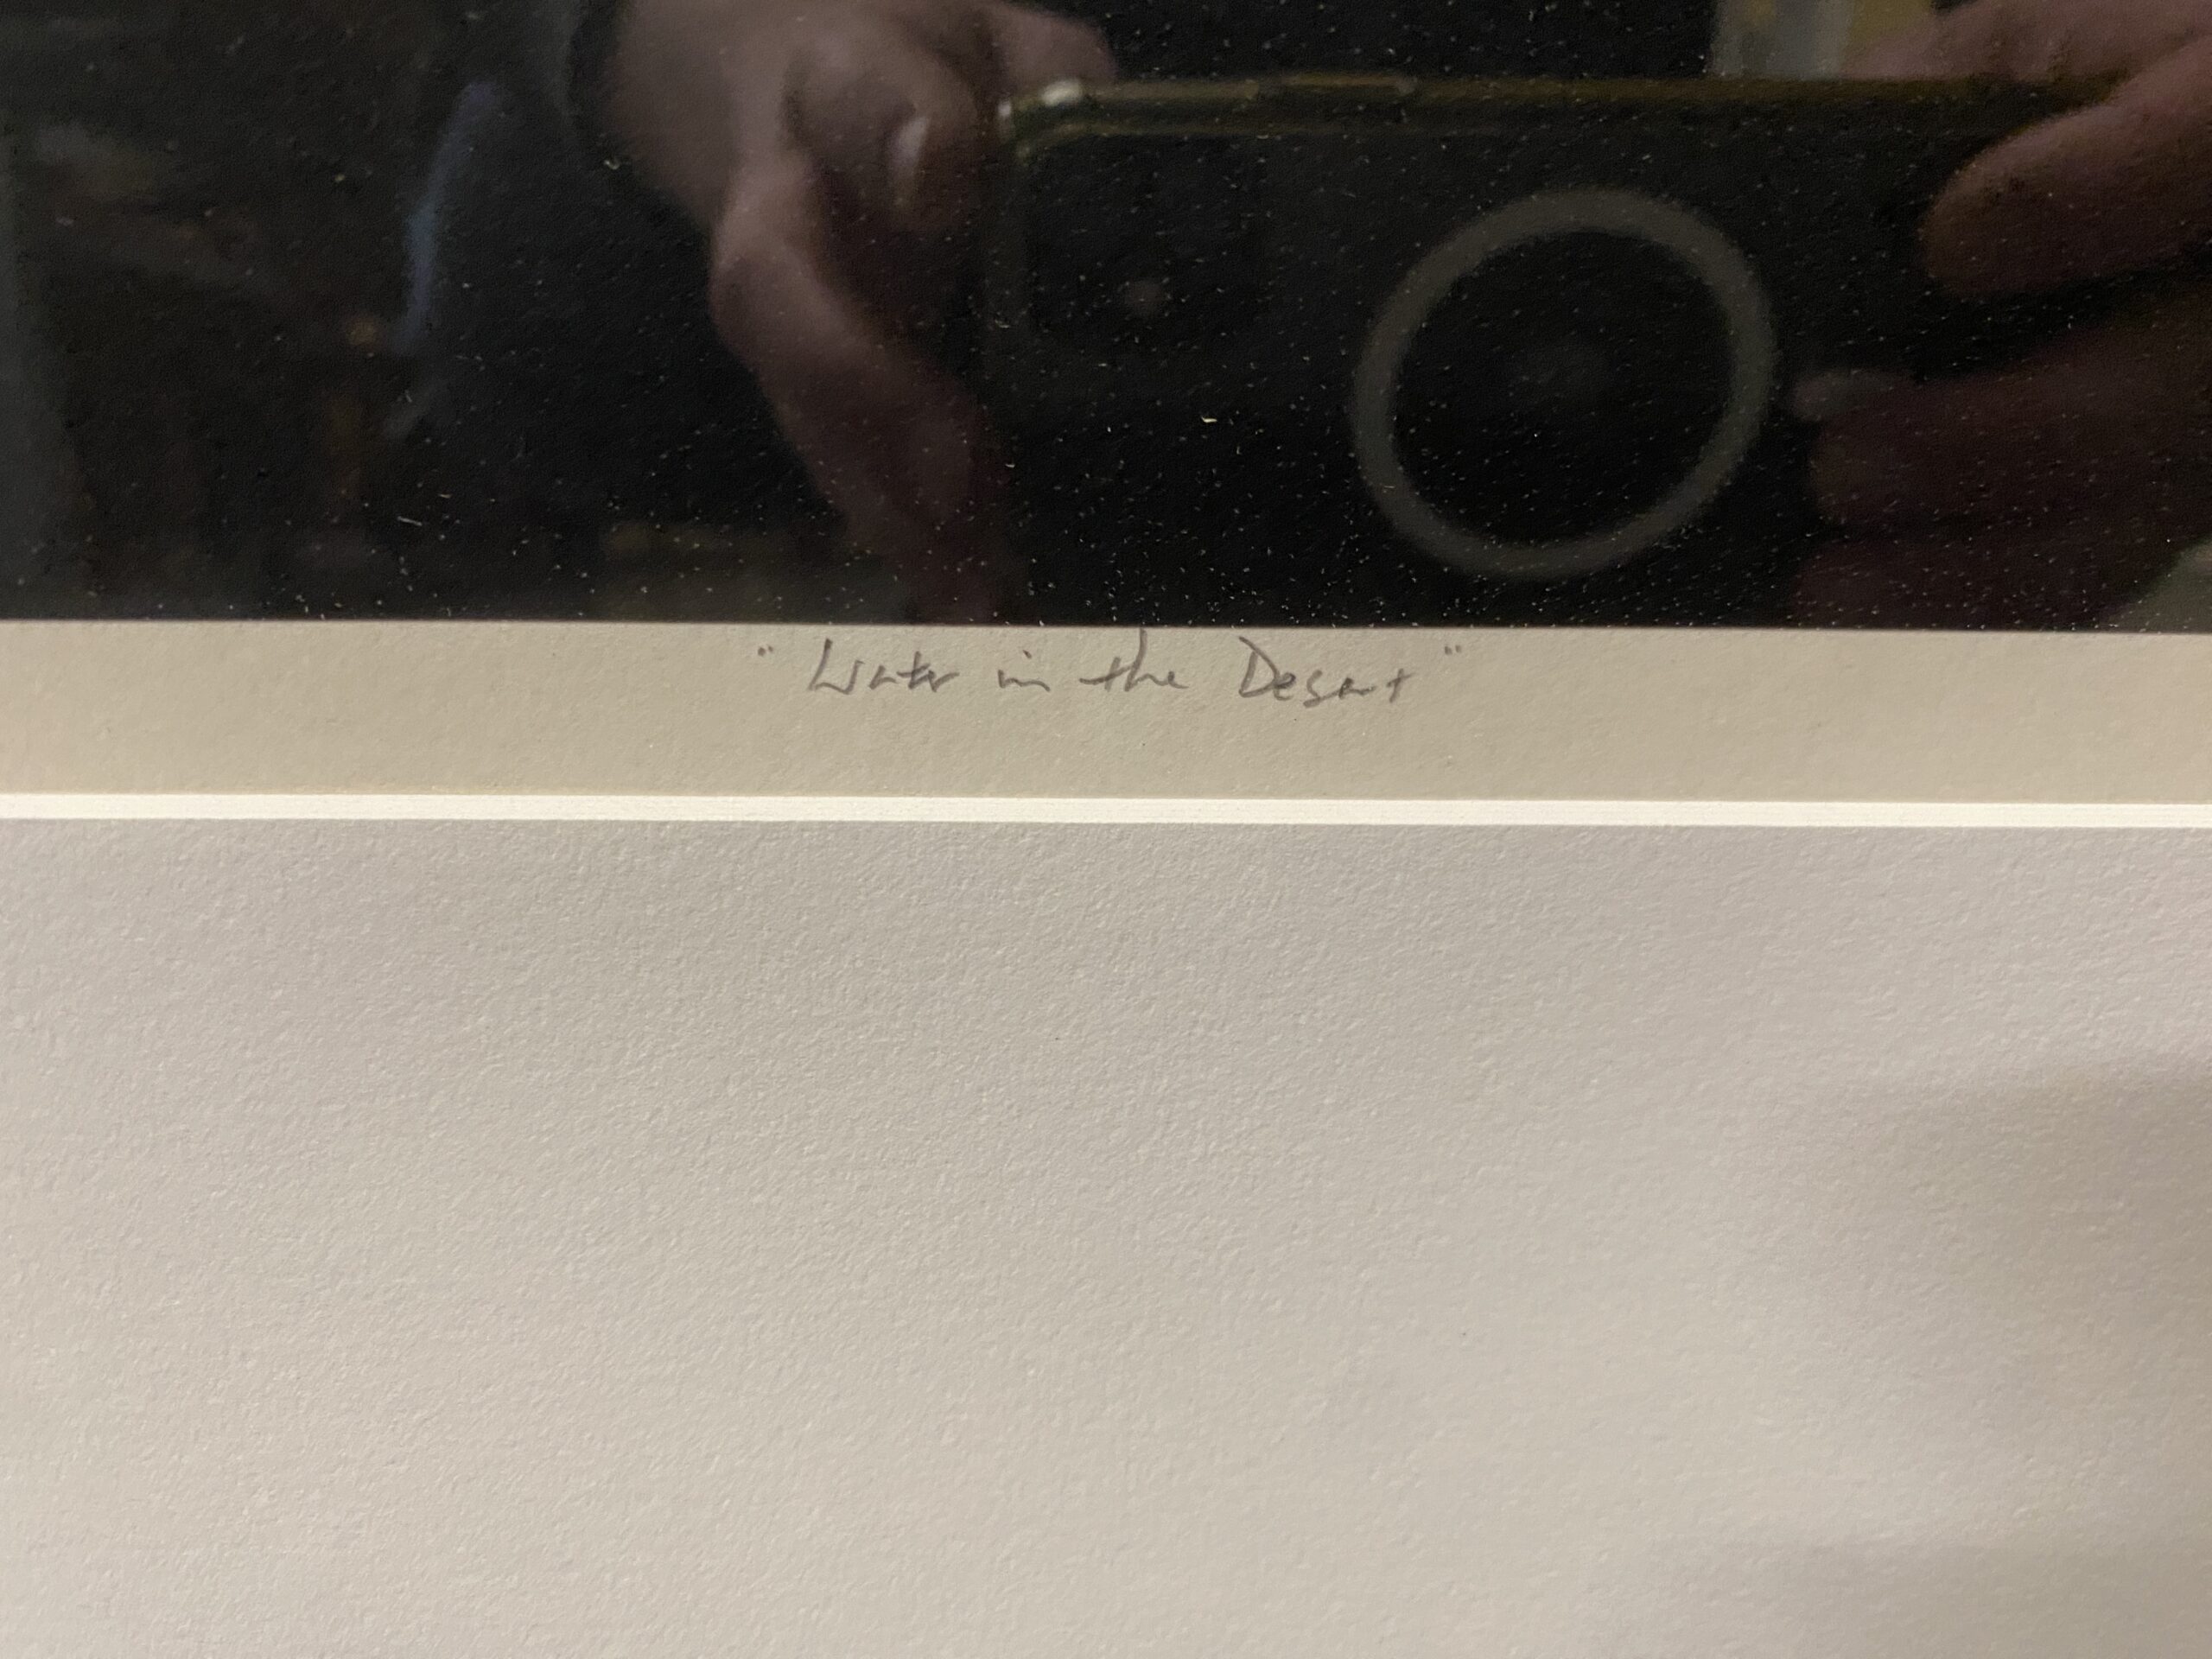 "Water in the Desert"